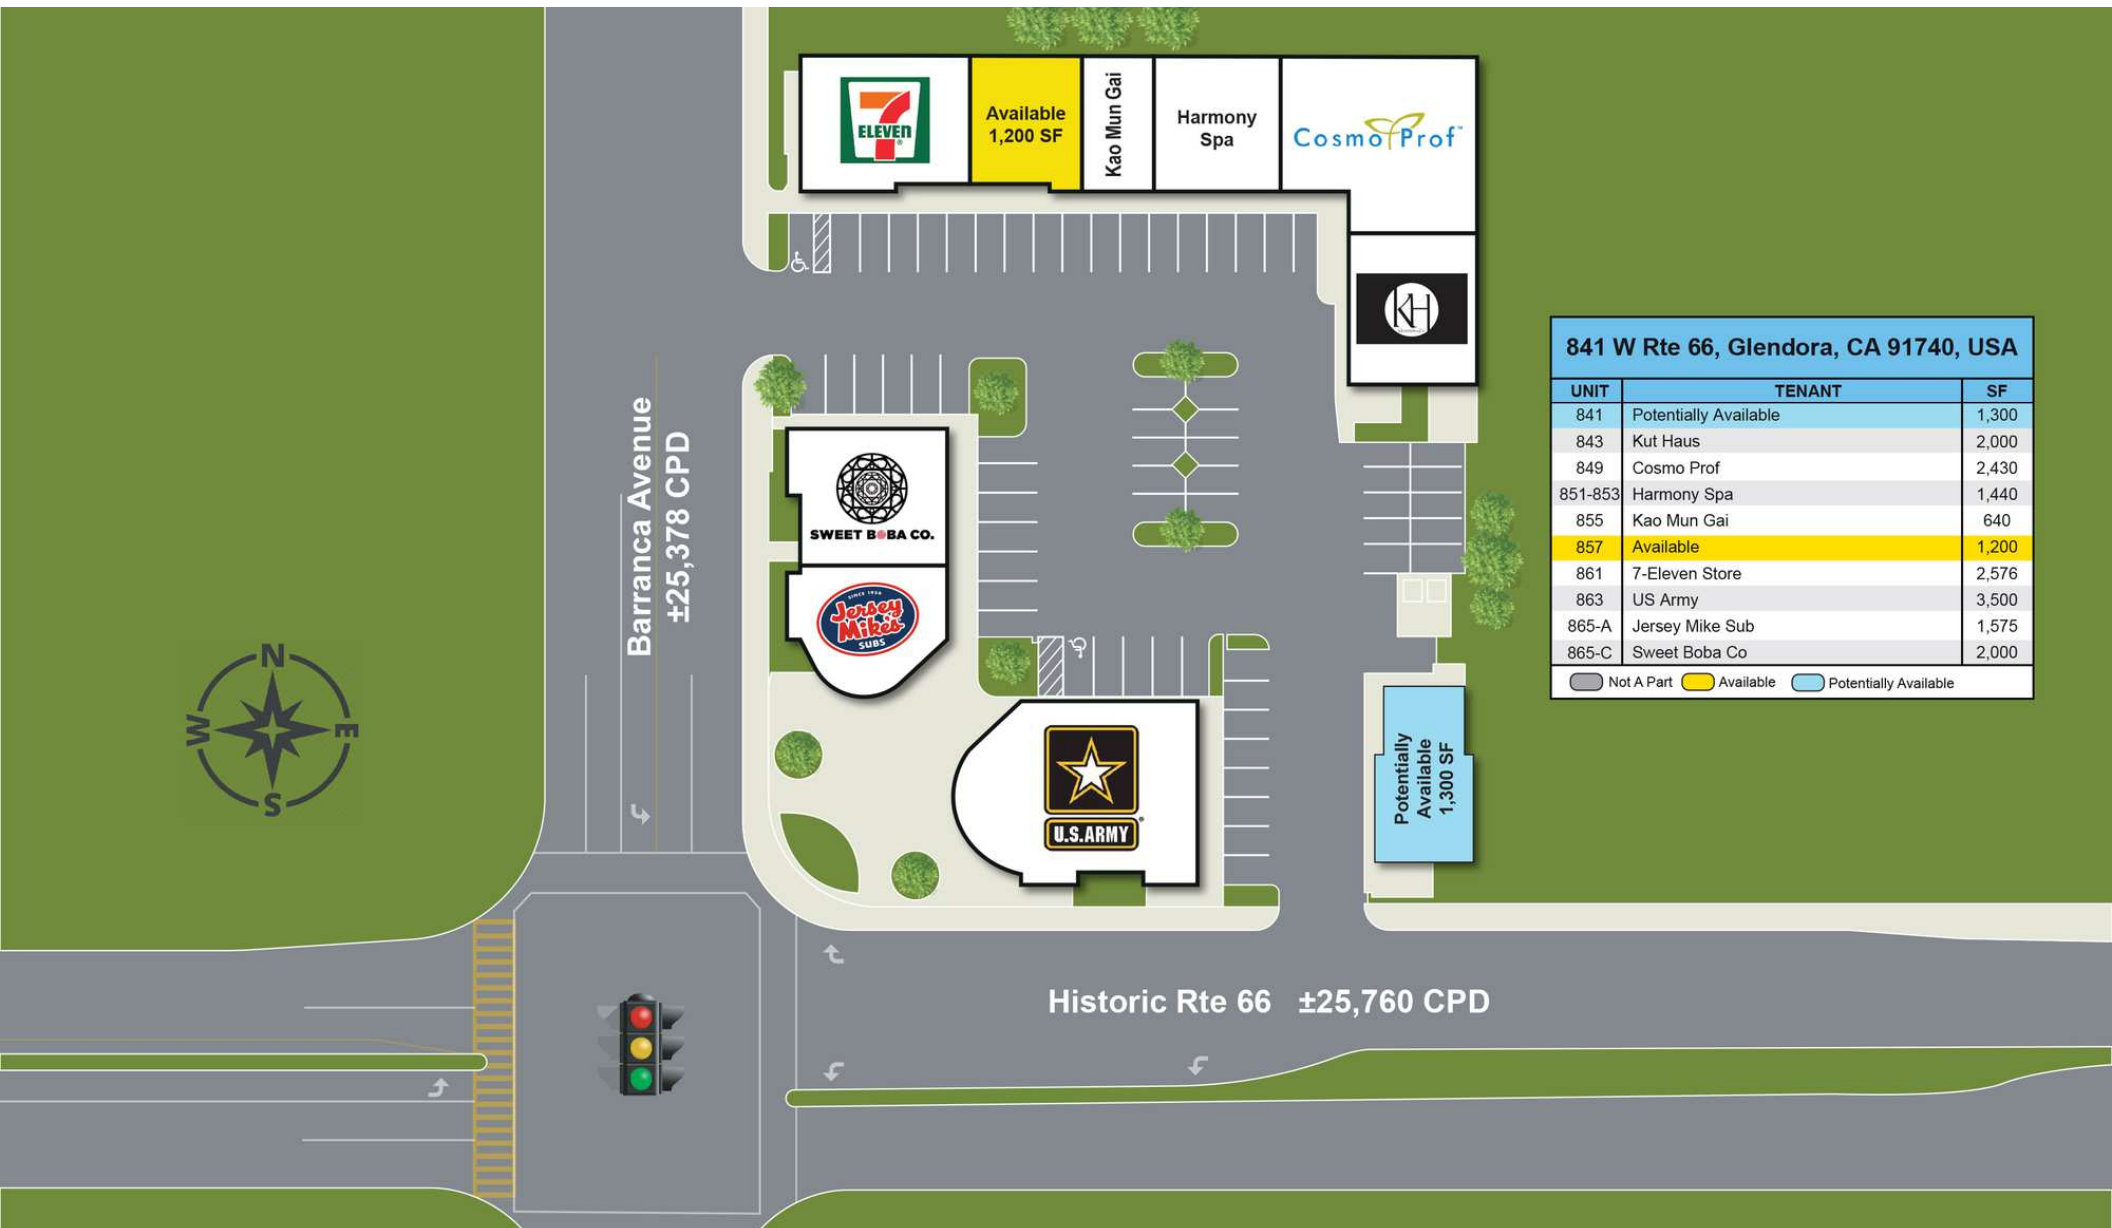 7
ELEVEN
Available
1,200 SF
Kao Mun Gai
Harmony
Spa
CosmoProf
KH
Barranca Avenue
±25,378 CPD
SWEET BOBA CO.
SINCE 1956
Jersey
Mike's
SUBS
U.S.ARMY
Potentially
Available
1,300 SF
N
W
E
S
Historic Rte 66 ±25,760 CPD
841 W Rte 66, Glendora, CA 91740, USA
UNIT TENANT SF
841 Potentially Available 1,300
843 Kut Haus 2,000
849 Cosmo Prof 2,430
851-853 Harmony Spa 1,440
855 Kao Mun Gai 640
857 Available 1,200
861 7-Eleven Store 2,576
863 US Army 3,500
865-A Jersey Mike Sub 1,575
865-C Sweet Boba Co 2,000
Not A Part Available Potentially Available